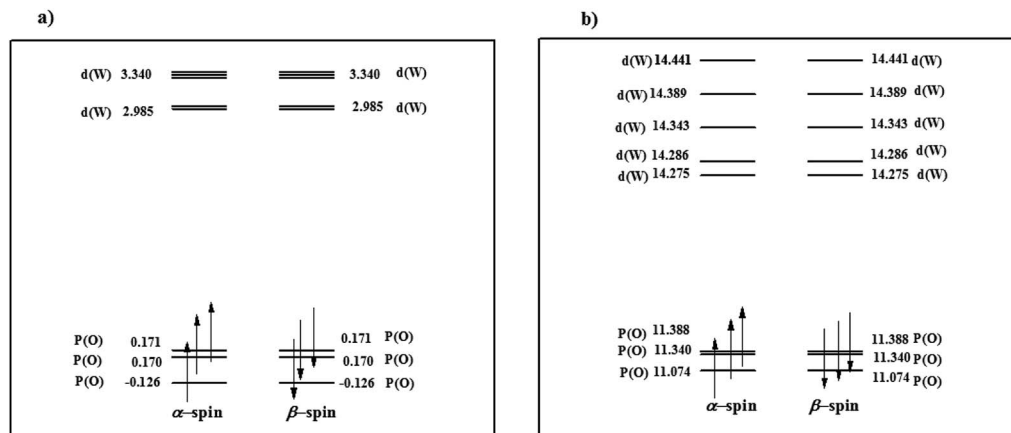 a)
d(W) 3.340 3.340 d(W)
d(W) 2.985 2.985 d(W)
P(O) 0.171 0.171 P(O)
P(O) 0.170 0.170 P(O)
P(O) -0.126 -0.126 P(O)
α-spin β-spin
b)
d(W) 14.441 14.441 d(W)
d(W) 14.389 14.389 d(W)
d(W) 14.343 14.343 d(W)
d(W) 14.286 14.286 d(W)
d(W) 14.275 14.275 d(W)
P(O) 11.388 11.388 P(O)
P(O) 11.340 11.340 P(O)
P(O) 11.074 11.074 P(O)
α-spin β-spin